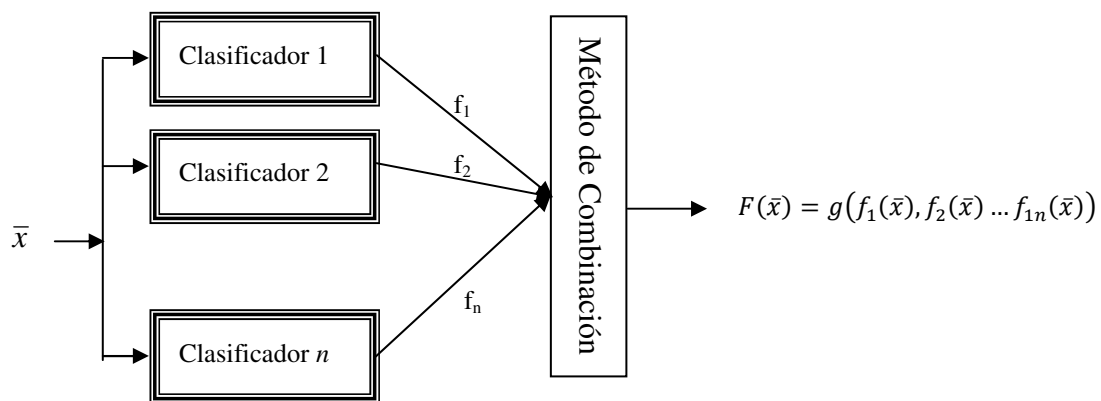 Clasificador 1
f₁
Clasificador 2
f₂
x̄
F(x̄) = g(f₁(x̄), f₂(x̄) … f₁ₙ(x̄))
fₙ
Clasificador n
Método de Combinación